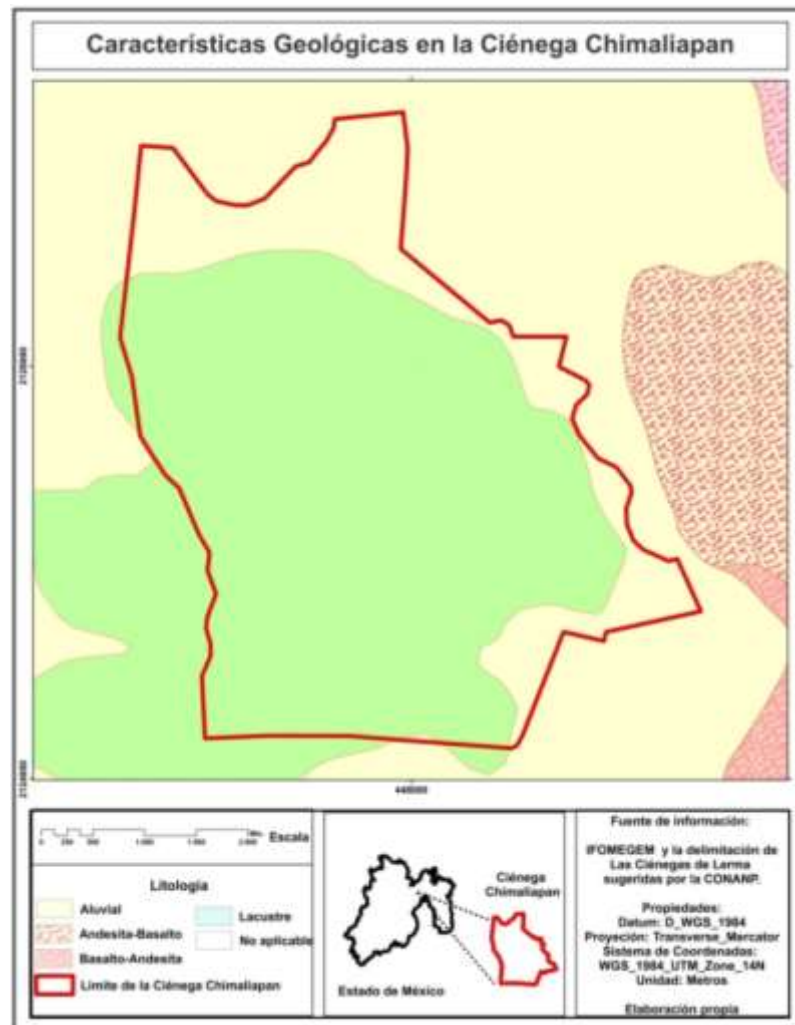 Características Geológicas en la Ciénega Chimaliapan
440000
Escala
Litología
Aluvial
Andesita-Basalto
Basalto-Andesita
Lacustre
No aplicable
Límite de la Ciénega Chimaliapan
Ciénega
Chimaliapan
Estado de México
Fuente de información:
IFOMEGEM y la delimitación de
Las Ciénegas de Lerma
sugeridas por la CONANP.
Propiedades:
Datum: D_WGS_1984
Proyección: Transverse_Mercator
Sistema de Coordenadas:
WGS_1984_UTM_Zone_14N
Unidad: Metros
Elaboración propia